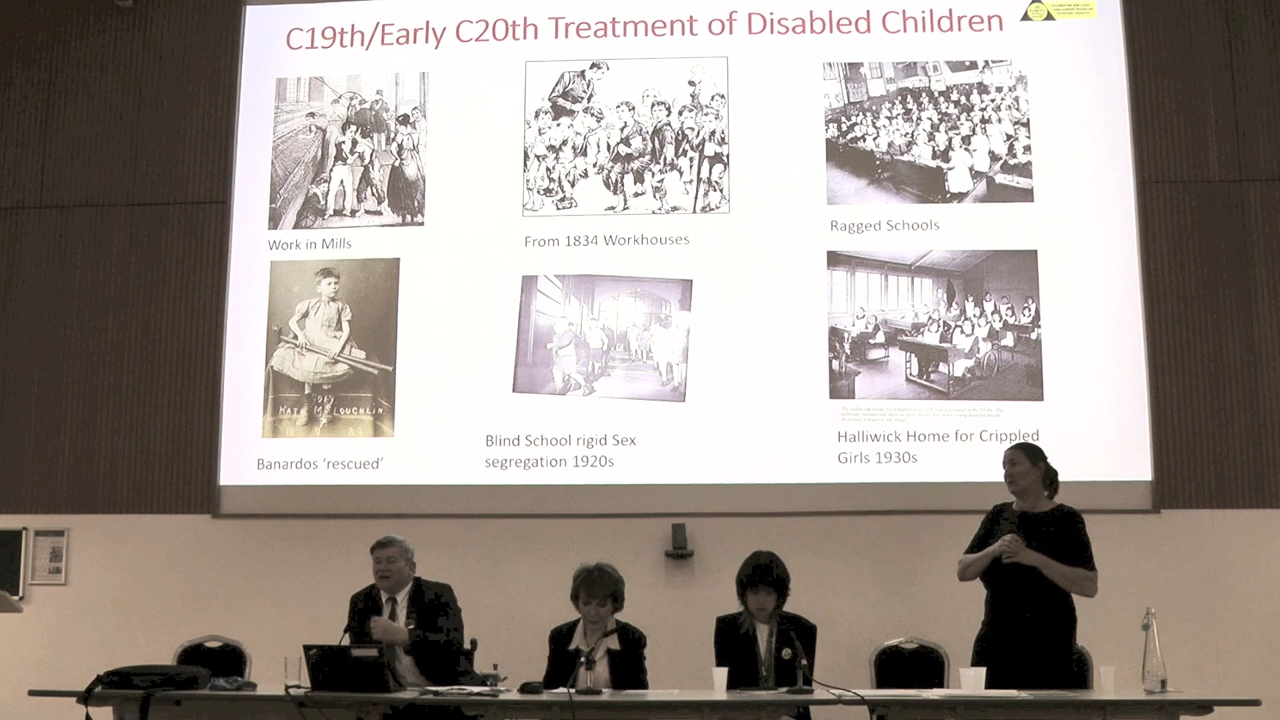 C19th/Early C20th Treatment of Disabled Children
Work in Mills
From 1834 Workhouses
Ragged Schools
Banardos 'rescued'
Blind School rigid Sex
segregation 1920s
Halliwick Home for Crippled
Girls 1930s